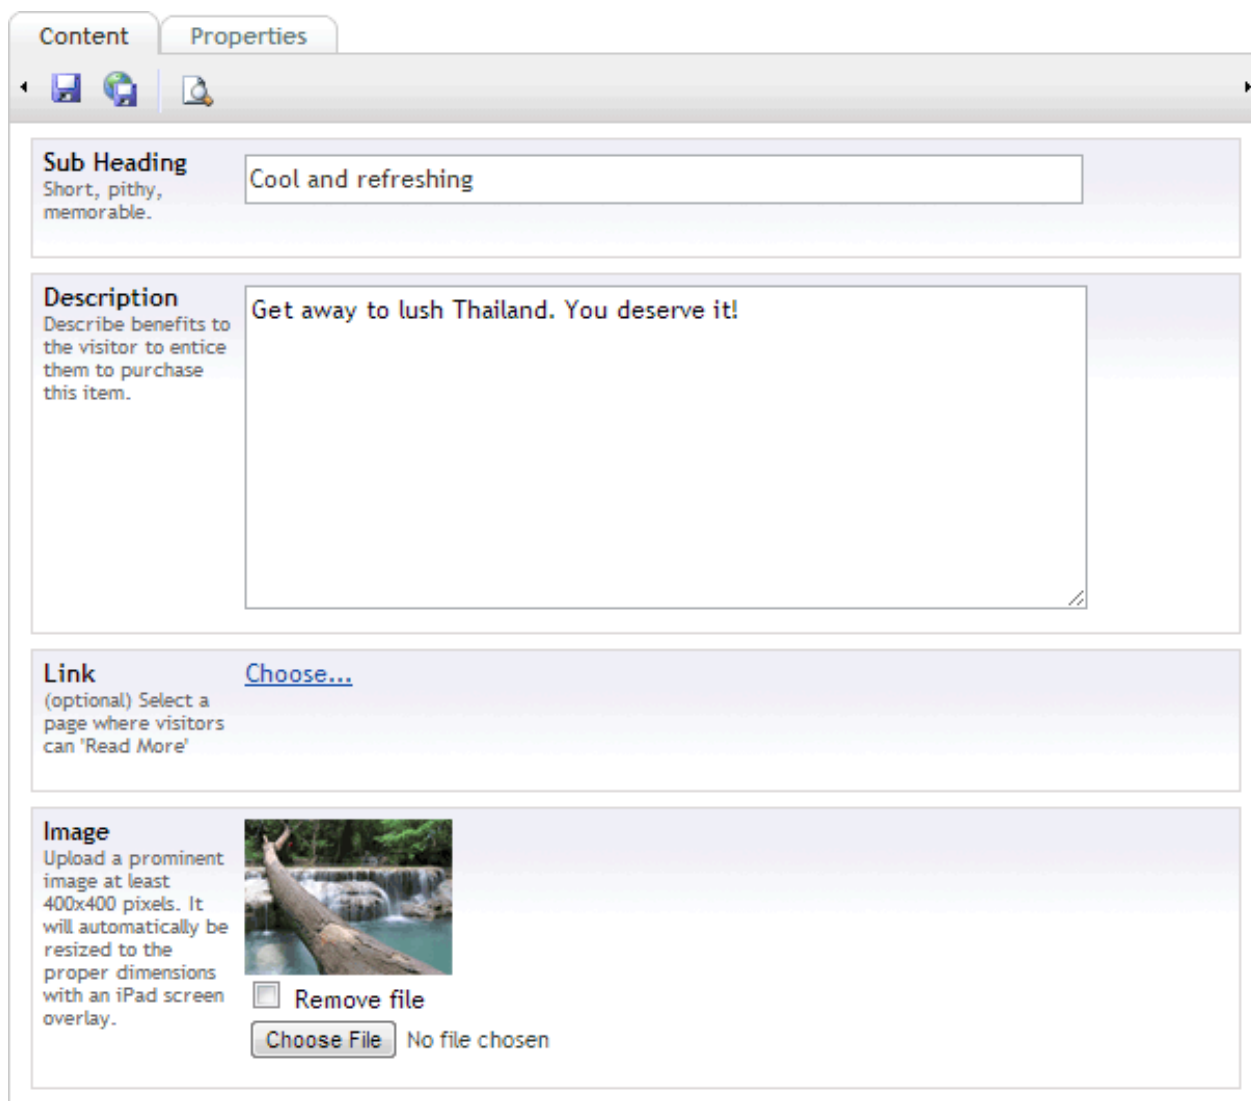 Content
Properties
Sub Heading
Short, pithy,
memorable.
Cool and refreshing
Description
Describe benefits to
the visitor to entice
them to purchase
this item.
Get away to lush Thailand. You deserve it!
Link
(optional) Select a
page where visitors
can 'Read More'
Choose...
Image
Upload a prominent
image at least
400x400 pixels. It
will automatically be
resized to the
proper dimensions
with an iPad screen
overlay.
Remove file
Choose File No file chosen